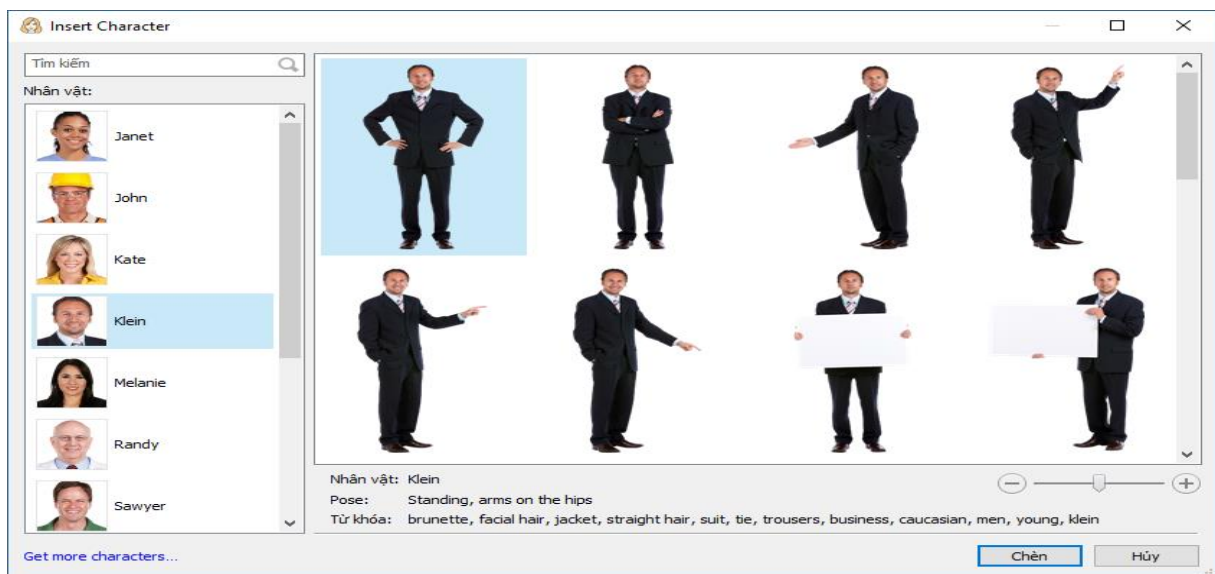 Insert Character
Tìm kiếm
Nhân vật:
Janet
John
Kate
Klein
Melanie
Randy
Sawyer
Nhân vật: Klein
Pose: Standing, arms on the hips
Từ khóa: brunette, facial hair, jacket, straight hair, suit, tie, trousers, business, caucasian, men, young, klein
Get more characters...
Chèn
Hủy